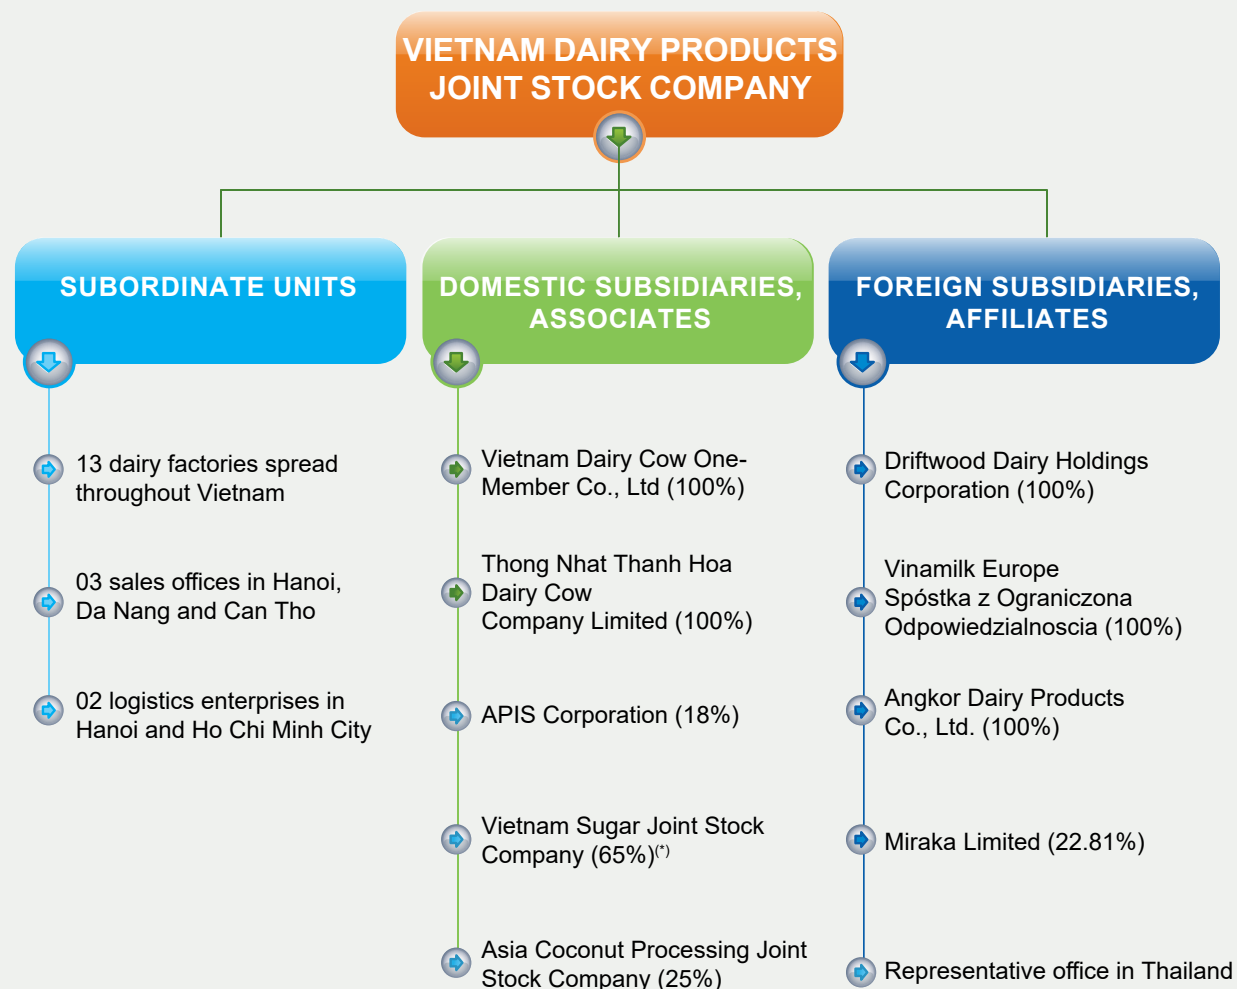 VIETNAM DAIRY PRODUCTS
JOINT STOCK COMPANY
SUBORDINATE UNITS
13 dairy factories spread
throughout Vietnam
03 sales offices in Hanoi,
Da Nang and Can Tho
02 logistics enterprises in
Hanoi and Ho Chi Minh City
DOMESTIC SUBSIDIARIES,
ASSOCIATES
Vietnam Dairy Cow One-
Member Co., Ltd (100%)
Thong Nhat Thanh Hoa
Dairy Cow
Company Limited (100%)
APIS Corporation (18%)
Vietnam Sugar Joint Stock
Company (65%)(*)
Asia Coconut Processing Joint
Stock Company (25%)
FOREIGN SUBSIDIARIES,
AFFILIATES
Driftwood Dairy Holdings
Corporation (100%)
Vinamilk Europe
Spóstka z Ograniczona
Odpowiedzialnoscia (100%)
Angkor Dairy Products
Co., Ltd. (100%)
Miraka Limited (22.81%)
Representative office in Thailand